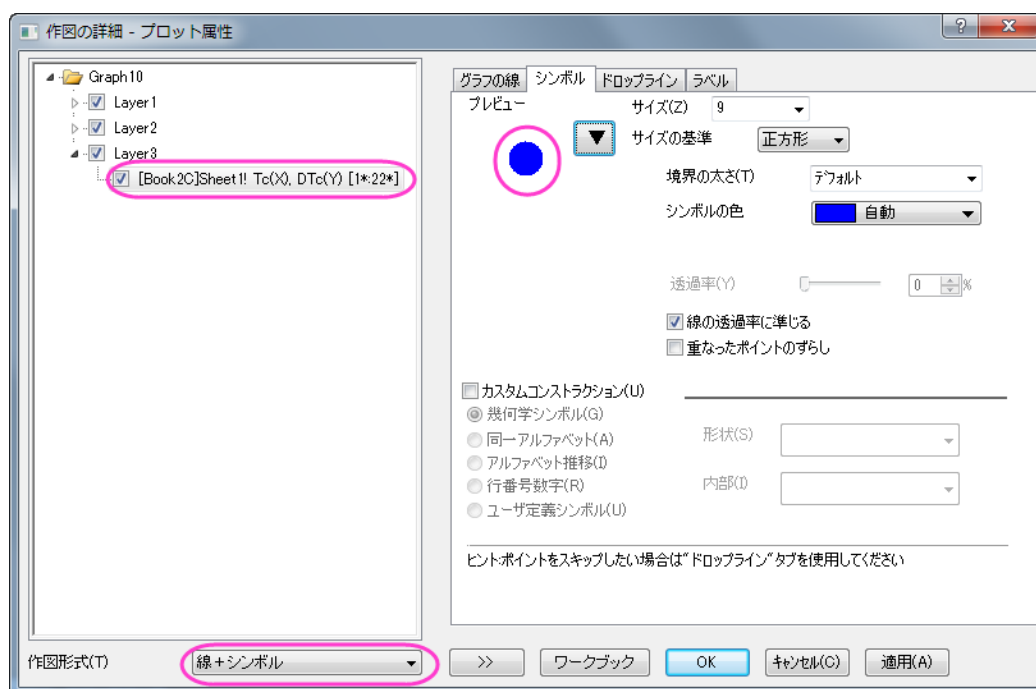 作図の詳細 - プロット属性
Graph10
Layer1
Layer2
Layer3
[Book2C]Sheet1! Tc(X), DTc(Y) [1*:22*]
作図形式(T)
線+シンボル
グラフの線 シンボル ドロップライン ラベル
プレビュー
サイズ(Z) 9
サイズの基準 正方形
境界の太さ(T) デフォルト
シンボルの色 自動
透過率(Y) 0 %
線の透過率に準じる
重なったポイントのずらし
カスタムコンストラクション(U)
幾何学シンボル(G)
同一アルファベット(A)
アルファベット推移(I)
行番号数字(R)
ユーザ定義シンボル(U)
形状(S)
内部(I)
ヒント:ポイントをスキップしたい場合は"ドロップライン"タブを使用してください
>> ワークブック OK キャンセル(C) 適用(A)